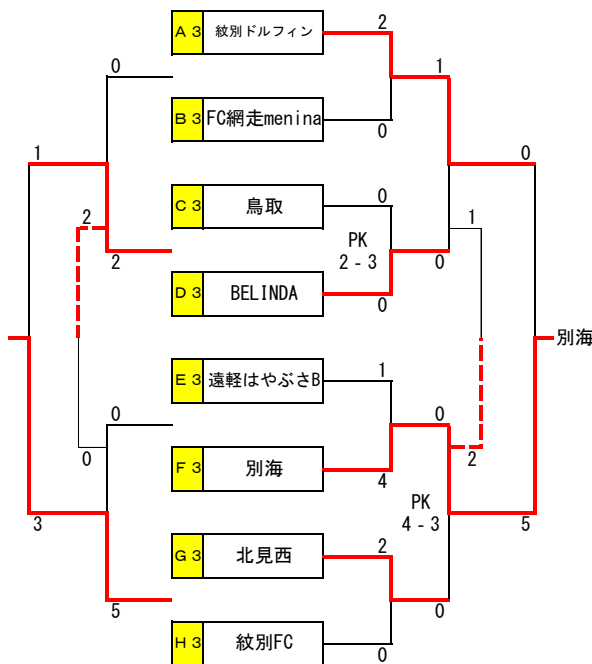 A3 紋別ドルフィン 2
0 1
B3 FC網走menina 0
1 0
C3 鳥取 0
2 1
PK
2 2-3 0
D3 BELINDA 0
別海
E3 遠軽はやぶさB 1
0 0
0 2
F3 別海 4
PK
3 4-3 5
G3 北見西 2
5 0
H3 紋別FC 0